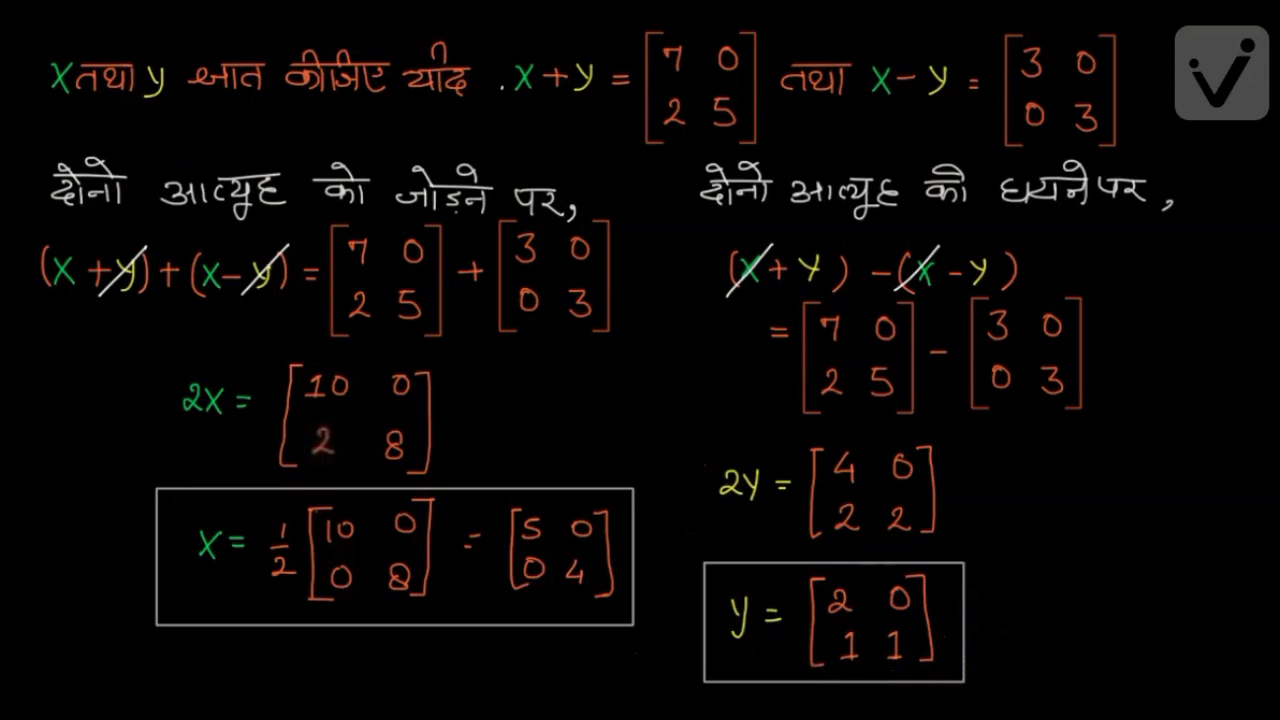 x तथा y ज्ञात कीजिए यदि . x + y = [7 0 2 5] तथा x - y = [3 0 0 3]
दोनो आव्यूह को जोड़ने पर,
(x + y) + (x - y) = [7 0 2 5] + [3 0 0 3]
2x = [10 0 2 8]
x = 1/2 [10 0 0 8] = [5 0 0 4]
दोनो आव्यूह को घटाने पर,
(x + y) - (x - y)
= [7 0 2 5] - [3 0 0 3]
2y = [4 0 2 2]
y = [2 0 1 1]